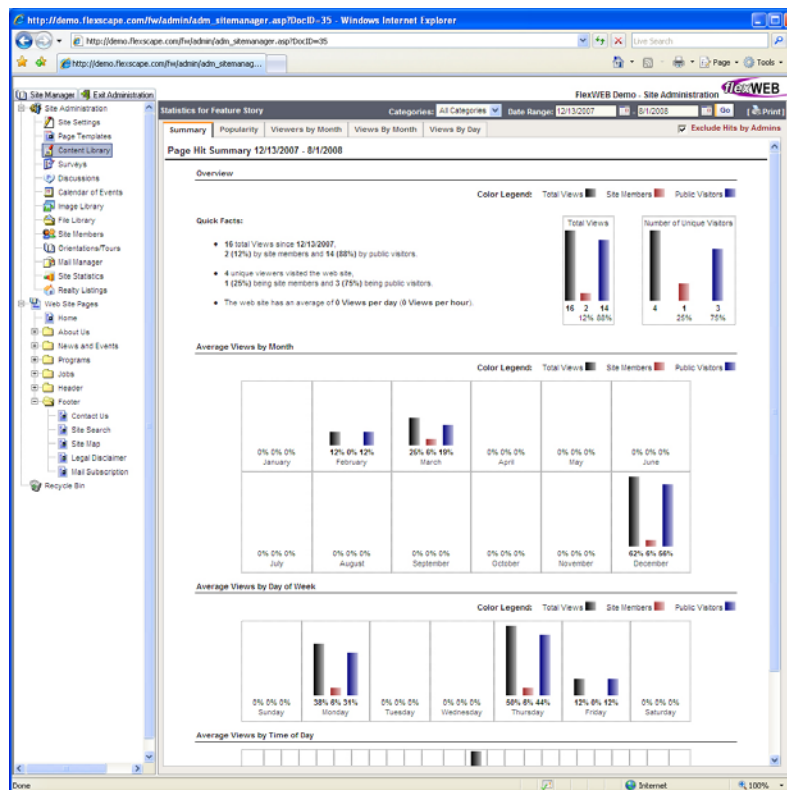 http://demo.flexscape.com/fw/admin/adm_sitemanager.asp?DocID=35 - Windows Internet Explorer
http://demo.flexscape.com/fw/admin/adm_sitemanager.asp?DocID=35
Live Search
http://demo.flexscape.com/fw/admin/adm_sitemanag...
Page
Tools
Site Manager
Exit Administration
FlexWEB Demo - Site Administration
flexWEB
Site Administration
Site Settings
Page Templates
Content Library
Surveys
Discussions
Calendar of Events
Image Library
File Library
Site Members
Orientations/Tours
Mail Manager
Site Statistics
Realty Listings
Web Site Pages
Home
About Us
News and Events
Programs
Jobs
Header
Footer
Contact Us
Site Search
Site Map
Legal Disclaimer
Mail Subscription
Recycle Bin
Statistics for Feature Story
Categories: All Categories Date Range: 12/13/2007 - 8/1/2008 Go [ Print ]
Summary Popularity Viewers by Month Views By Month Views By Day
Exclude Hits by Admins
Page Hit Summary 12/13/2007 - 8/1/2008
Overview
Color Legend: Total Views Site Members Public Visitors
Quick Facts:
• 16 total Views since 12/13/2007,
2 (12%) by site members and 14 (88%) by public visitors.
• 4 unique viewers visited the web site,
1 (25%) being site members and 3 (75%) being public visitors.
• The web site has an average of 0 Views per day (0 Views per hour).
Total Views
16 2 14
12% 88%
Number of Unique Visitors
4 1 3
25% 75%
Average Views by Month
Color Legend: Total Views Site Members Public Visitors
0% 0% 0% 12% 0% 12% 25% 6% 19% 0% 0% 0% 0% 0% 0% 0% 0% 0%
January February March April May June
0% 0% 0% 0% 0% 0% 0% 0% 0% 0% 0% 0% 0% 0% 0% 62% 6% 56%
July August September October November December
Average Views by Day of Week
Color Legend: Total Views Site Members Public Visitors
0% 0% 0% 38% 6% 31% 0% 0% 0% 0% 0% 0% 50% 6% 44% 12% 0% 12% 0% 0% 0%
Sunday Monday Tuesday Wednesday Thursday Friday Saturday
Average Views by Time of Day
Done
Internet
100%